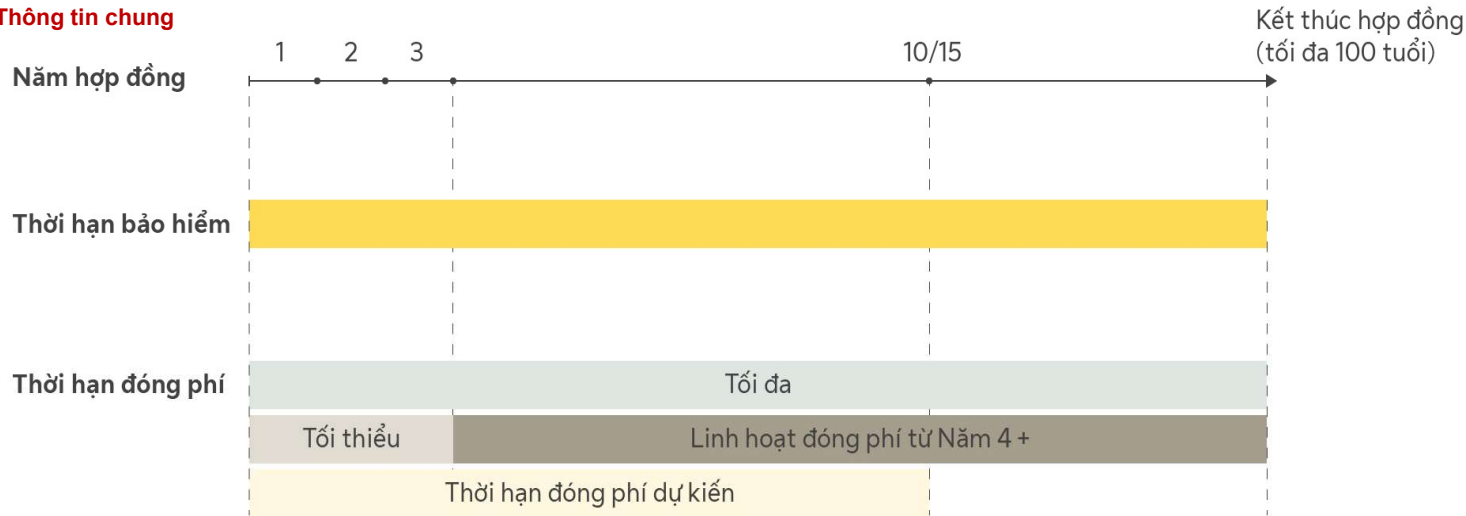 Thông tin chung
Kết thúc hợp đồng
(tối đa 100 tuổi)
1 2 3 10/15
Năm hợp đồng
Thời hạn bảo hiểm
Thời hạn đóng phí
Tối đa
Tối thiểu
Linh hoạt đóng phí từ Năm 4 +
Thời hạn đóng phí dự kiến